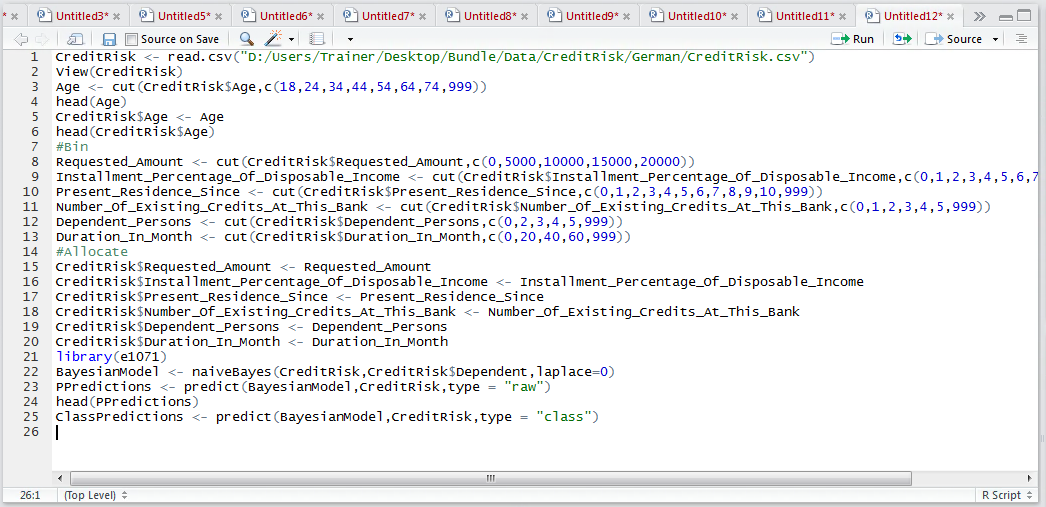 * × Untitled3* × Untitled5* × Untitled6* × Untitled7* × Untitled8* × Untitled9* × Untitled10* × Untitled11* × Untitled12* × »
Source on Save Run Source
1 CreditRisk <- read.csv("D:/Users/Trainer/Desktop/Bundle/Data/CreditRisk/German/CreditRisk.csv")
2 View(CreditRisk)
3 Age <- cut(CreditRisk$Age,c(18,24,34,44,54,64,74,999))
4 head(Age)
5 CreditRisk$Age <- Age
6 head(CreditRisk$Age)
7 #Bin
8 Requested_Amount <- cut(CreditRisk$Requested_Amount,c(0,5000,10000,15000,20000))
9 Installment_Percentage_Of_Disposable_Income <- cut(CreditRisk$Installment_Percentage_Of_Disposable_Income,c(0,1,2,3,4,5,6,7
10 Present_Residence_Since <- cut(CreditRisk$Present_Residence_Since,c(0,1,2,3,4,5,6,7,8,9,10,999))
11 Number_Of_Existing_Credits_At_This_Bank <- cut(CreditRisk$Number_Of_Existing_Credits_At_This_Bank,c(0,1,2,3,4,5,999))
12 Dependent_Persons <- cut(CreditRisk$Dependent_Persons,c(0,2,3,4,5,999))
13 Duration_In_Month <- cut(CreditRisk$Duration_In_Month,c(0,20,40,60,999))
14 #Allocate
15 CreditRisk$Requested_Amount <- Requested_Amount
16 CreditRisk$Installment_Percentage_Of_Disposable_Income <- Installment_Percentage_Of_Disposable_Income
17 CreditRisk$Present_Residence_Since <- Present_Residence_Since
18 CreditRisk$Number_Of_Existing_Credits_At_This_Bank <- Number_Of_Existing_Credits_At_This_Bank
19 CreditRisk$Dependent_Persons <- Dependent_Persons
20 CreditRisk$Duration_In_Month <- Duration_In_Month
21 library(e1071)
22 BayesianModel <- naiveBayes(CreditRisk,CreditRisk$Dependent,laplace=0)
23 PPredictions <- predict(BayesianModel,CreditRisk,type = "raw")
24 head(PPredictions)
25 ClassPredictions <- predict(BayesianModel,CreditRisk,type = "class")
26
26:1 (Top Level) R Script